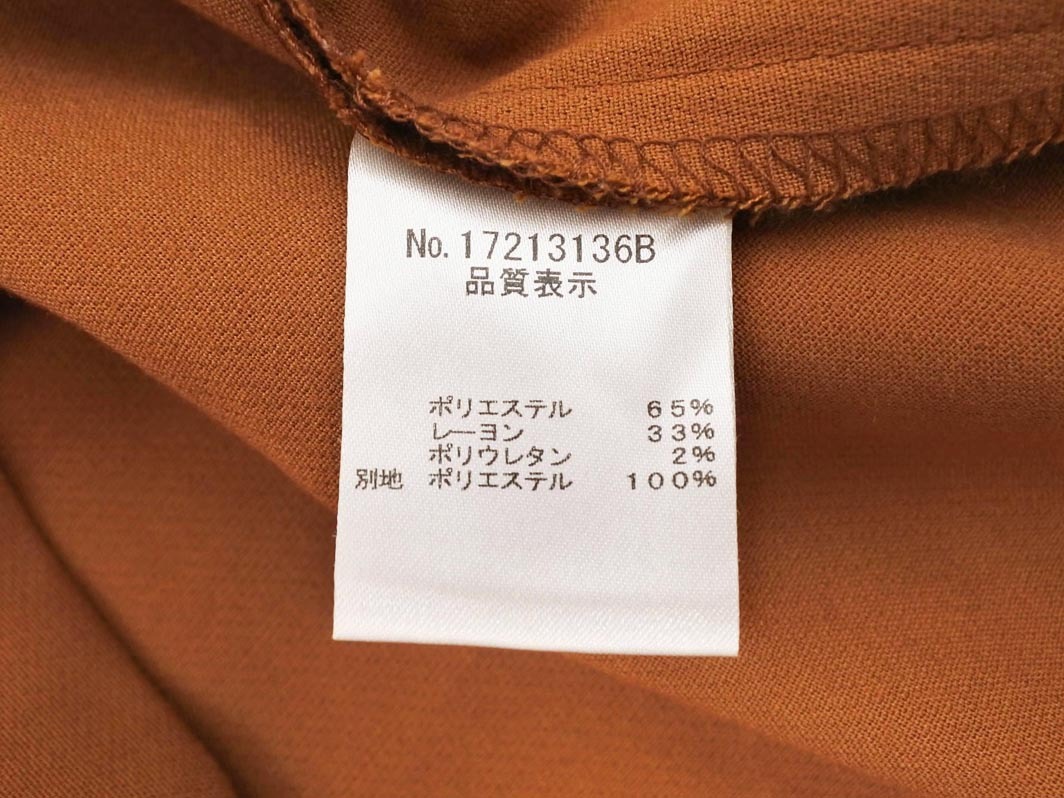 No.17213136B
品質表示
ポリエステル 65%
レーヨン 33%
ポリウレタン 2%
別地 ポリエステル 100%